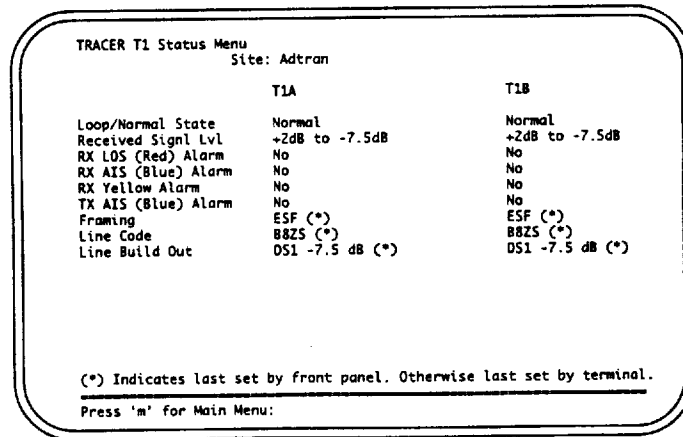 TRACER T1 Status Menu
Site: Adtran
T1A T1B
Loop/Normal State Normal Normal
Received Signl Lvl +2dB to -7.5dB +2dB to -7.5dB
RX LOS (Red) Alarm No No
RX AIS (Blue) Alarm No No
RX Yellow Alarm No No
TX AIS (Blue) Alarm No No
Framing ESF (*) ESF (*)
Line Code B8ZS (*) B8ZS (*)
Line Build Out DS1 -7.5 dB (*) DS1 -7.5 dB (*)
(*) Indicates last set by front panel. Otherwise last set by terminal.
Press 'm' for Main Menu: